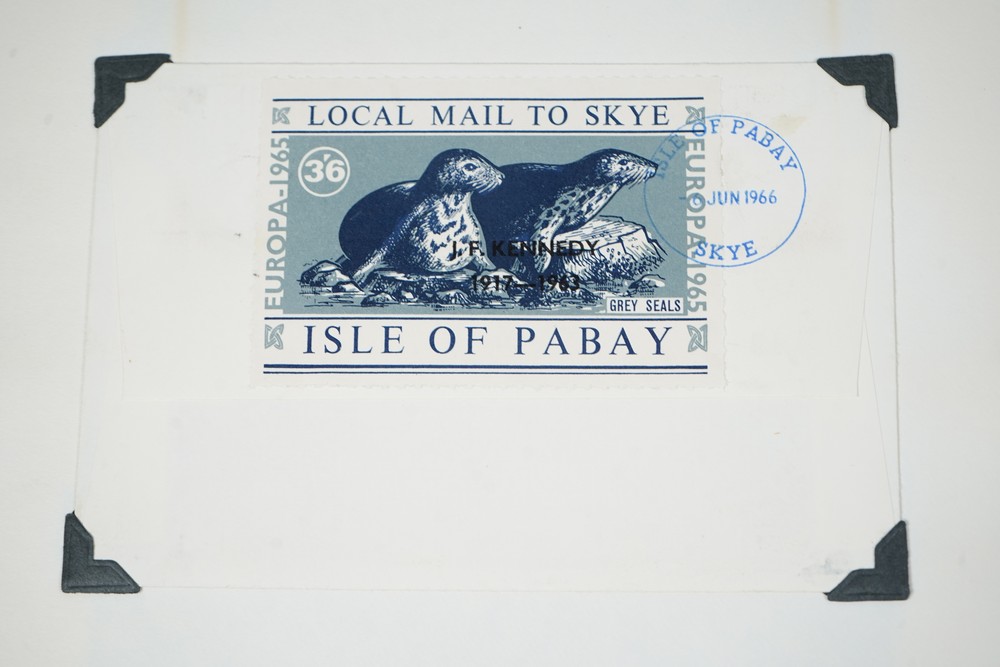 LOCAL MAIL TO SKYE
EUROPA-1965
3'6
J. F. KENNEDY.
1917—1963
GREY SEALS
EUROPA-1965
ISLE OF PABAY
ISLE OF PABAY
6 JUN 1966
SKYE